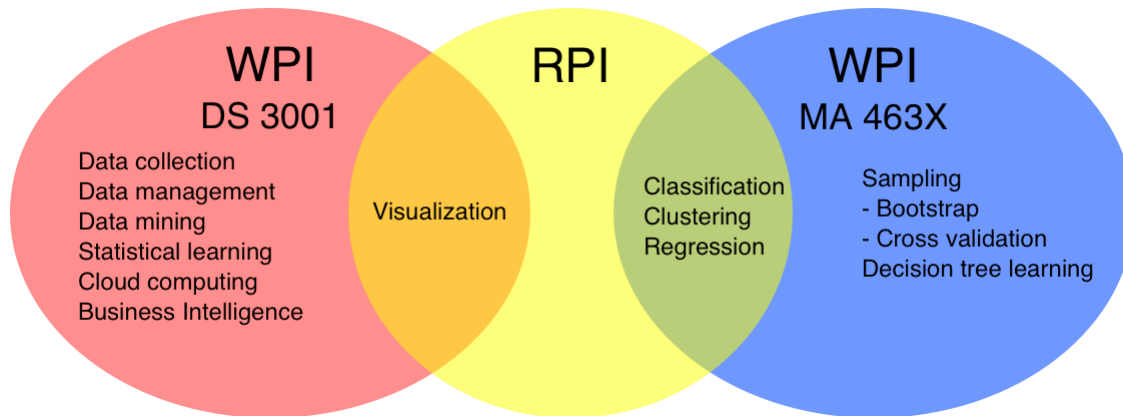 WPI
DS 3001
Data collection
Data management
Data mining
Statistical learning
Cloud computing
Business Intelligence
Visualization
RPI
Classification
Clustering
Regression
WPI
MA 463X
Sampling
- Bootstrap
- Cross validation
Decision tree learning